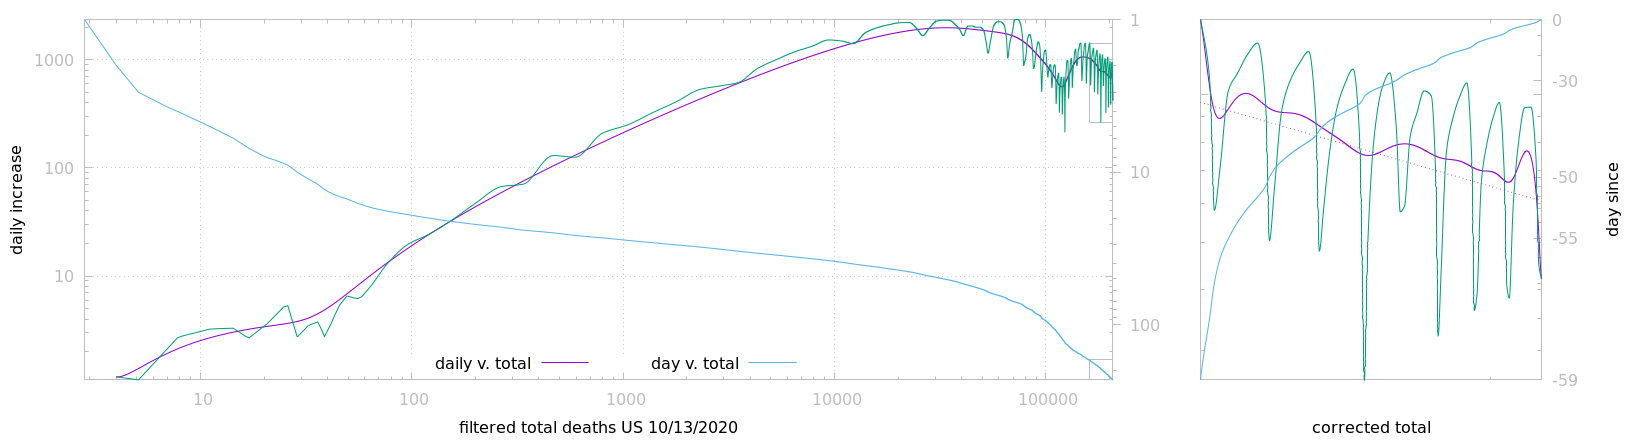 1000
100
10
daily increase
10
100
1000
10000
100000
filtered total deaths US 10/13/2020
daily v. total
day v. total
1
10
100
0
-30
-50
-55
-59
day since
corrected total